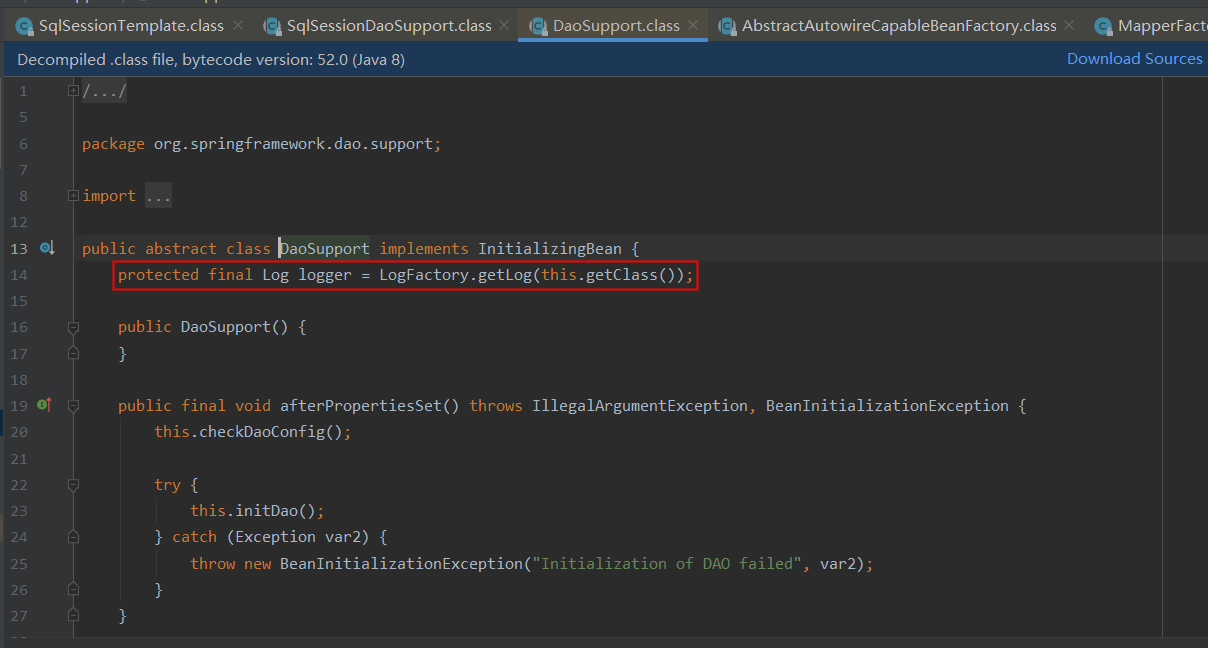 SqlSessionTemplate.class SqlSessionDaoSupport.class DaoSupport.class AbstractAutowireCapableBeanFactory.class MapperFact
Decompiled .class file, bytecode version: 52.0 (Java 8) Download Sources
1 /.../
5
6 package org.springframework.dao.support;
7
8 import ...
12
13 public abstract class DaoSupport implements InitializingBean {
14 protected final Log logger = LogFactory.getLog(this.getClass());
15
16 public DaoSupport() {
17 }
18
19 public final void afterPropertiesSet() throws IllegalArgumentException, BeanInitializationException {
20 this.checkDaoConfig();
21
22 try {
23 this.initDao();
24 } catch (Exception var2) {
25 throw new BeanInitializationException("Initialization of DAO failed", var2);
26 }
27 }